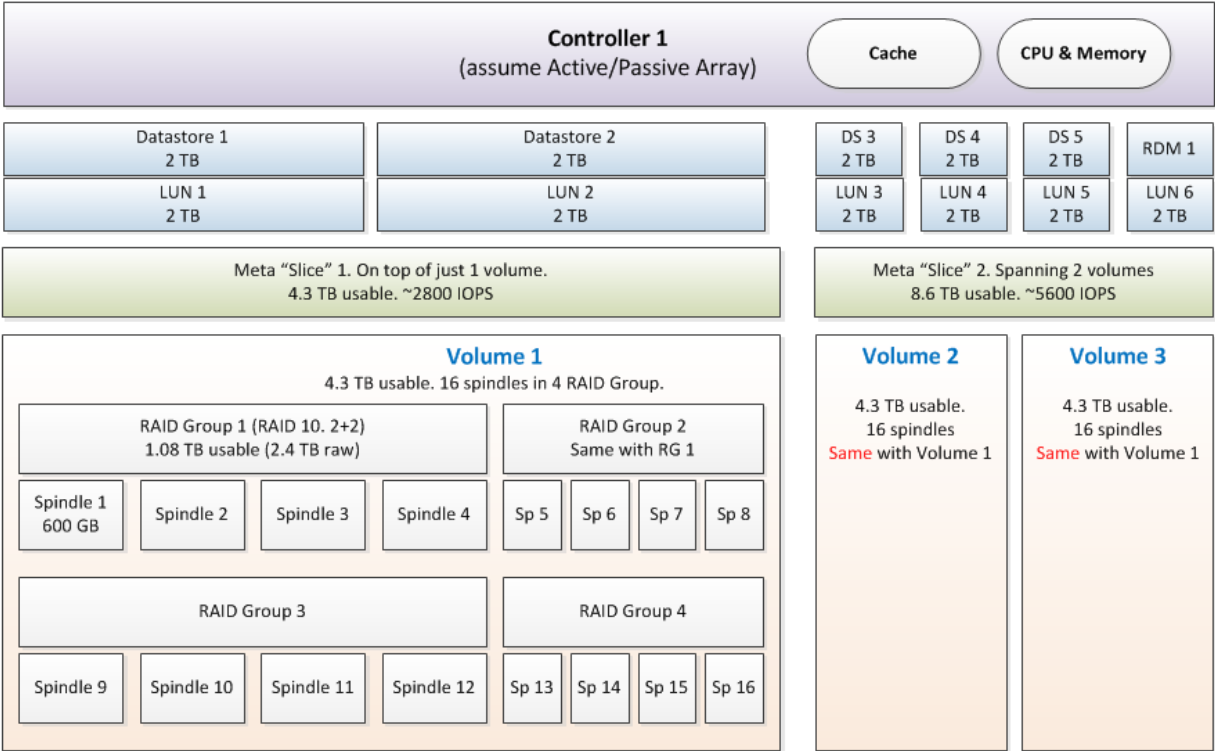 Controller 1
(assume Active/Passive Array)
Cache
CPU & Memory
Datastore 1
2 TB
Datastore 2
2 TB
DS 3
2 TB
DS 4
2 TB
DS 5
2 TB
RDM 1
LUN 1
2 TB
LUN 2
2 TB
LUN 3
2 TB
LUN 4
2 TB
LUN 5
2 TB
LUN 6
2 TB
Meta “Slice” 1. On top of just 1 volume.
4.3 TB usable. ~2800 IOPS
Meta “Slice” 2. Spanning 2 volumes
8.6 TB usable. ~5600 IOPS
Volume 1
4.3 TB usable. 16 spindles in 4 RAID Group.
RAID Group 1 (RAID 10. 2+2)
1.08 TB usable (2.4 TB raw)
RAID Group 2
Same with RG 1
Spindle 1
600 GB
Spindle 2
Spindle 3
Spindle 4
Sp 5
Sp 6
Sp 7
Sp 8
RAID Group 3
RAID Group 4
Spindle 9
Spindle 10
Spindle 11
Spindle 12
Sp 13
Sp 14
Sp 15
Sp 16
Volume 2
4.3 TB usable.
16 spindles
Same with Volume 1
Volume 3
4.3 TB usable.
16 spindles
Same with Volume 1